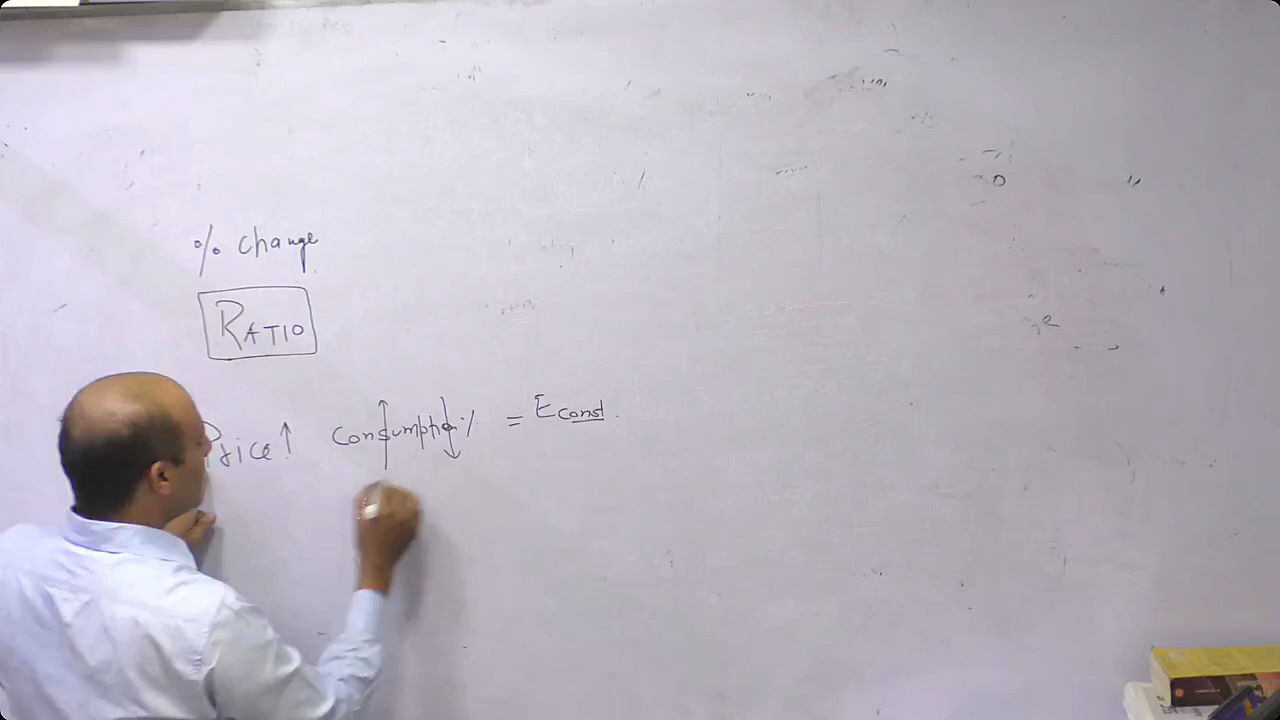 % change
RATIO
Price ↑ Consumption % = E const.